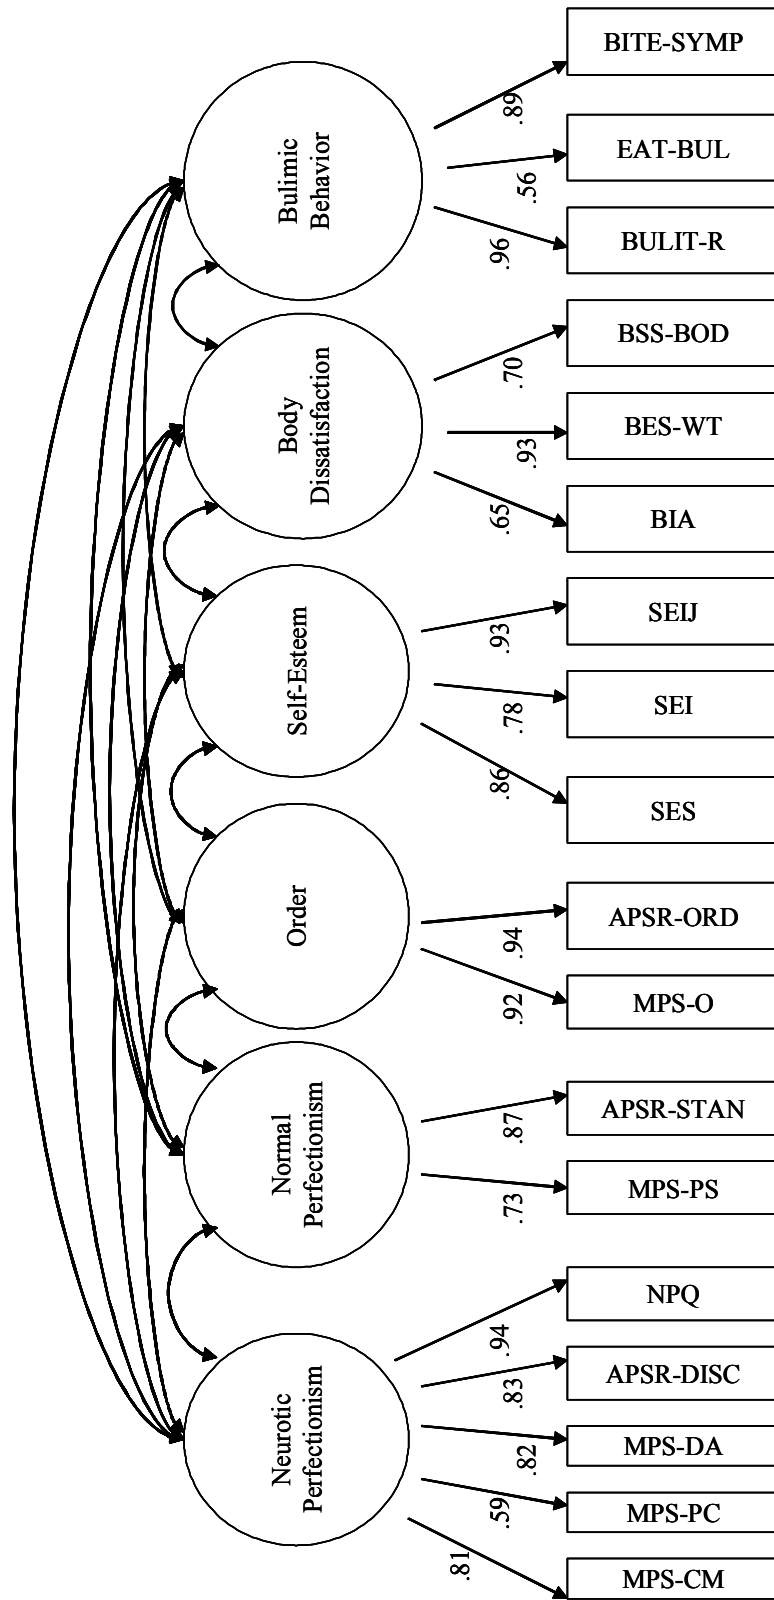 BITE-SYMP
.89
Bulimic
Behavior
EAT-BUL
.56
BULIT-R
.96
BSS-BOD
.70
Body
Dissatisfaction
BES-WT
.93
BIA
.65
SEIJ
.93
Self-Esteem
SEI
.78
SES
.86
APSR-ORD
.94
Order
MPS-O
.92
APSR-STAN
.87
Normal
Perfectionism
MPS-PS
.73
NPQ
.94
APSR-DISC
.83
Neurotic
Perfectionism
MPS-DA
.82
MPS-PC
.59
MPS-CM
.81